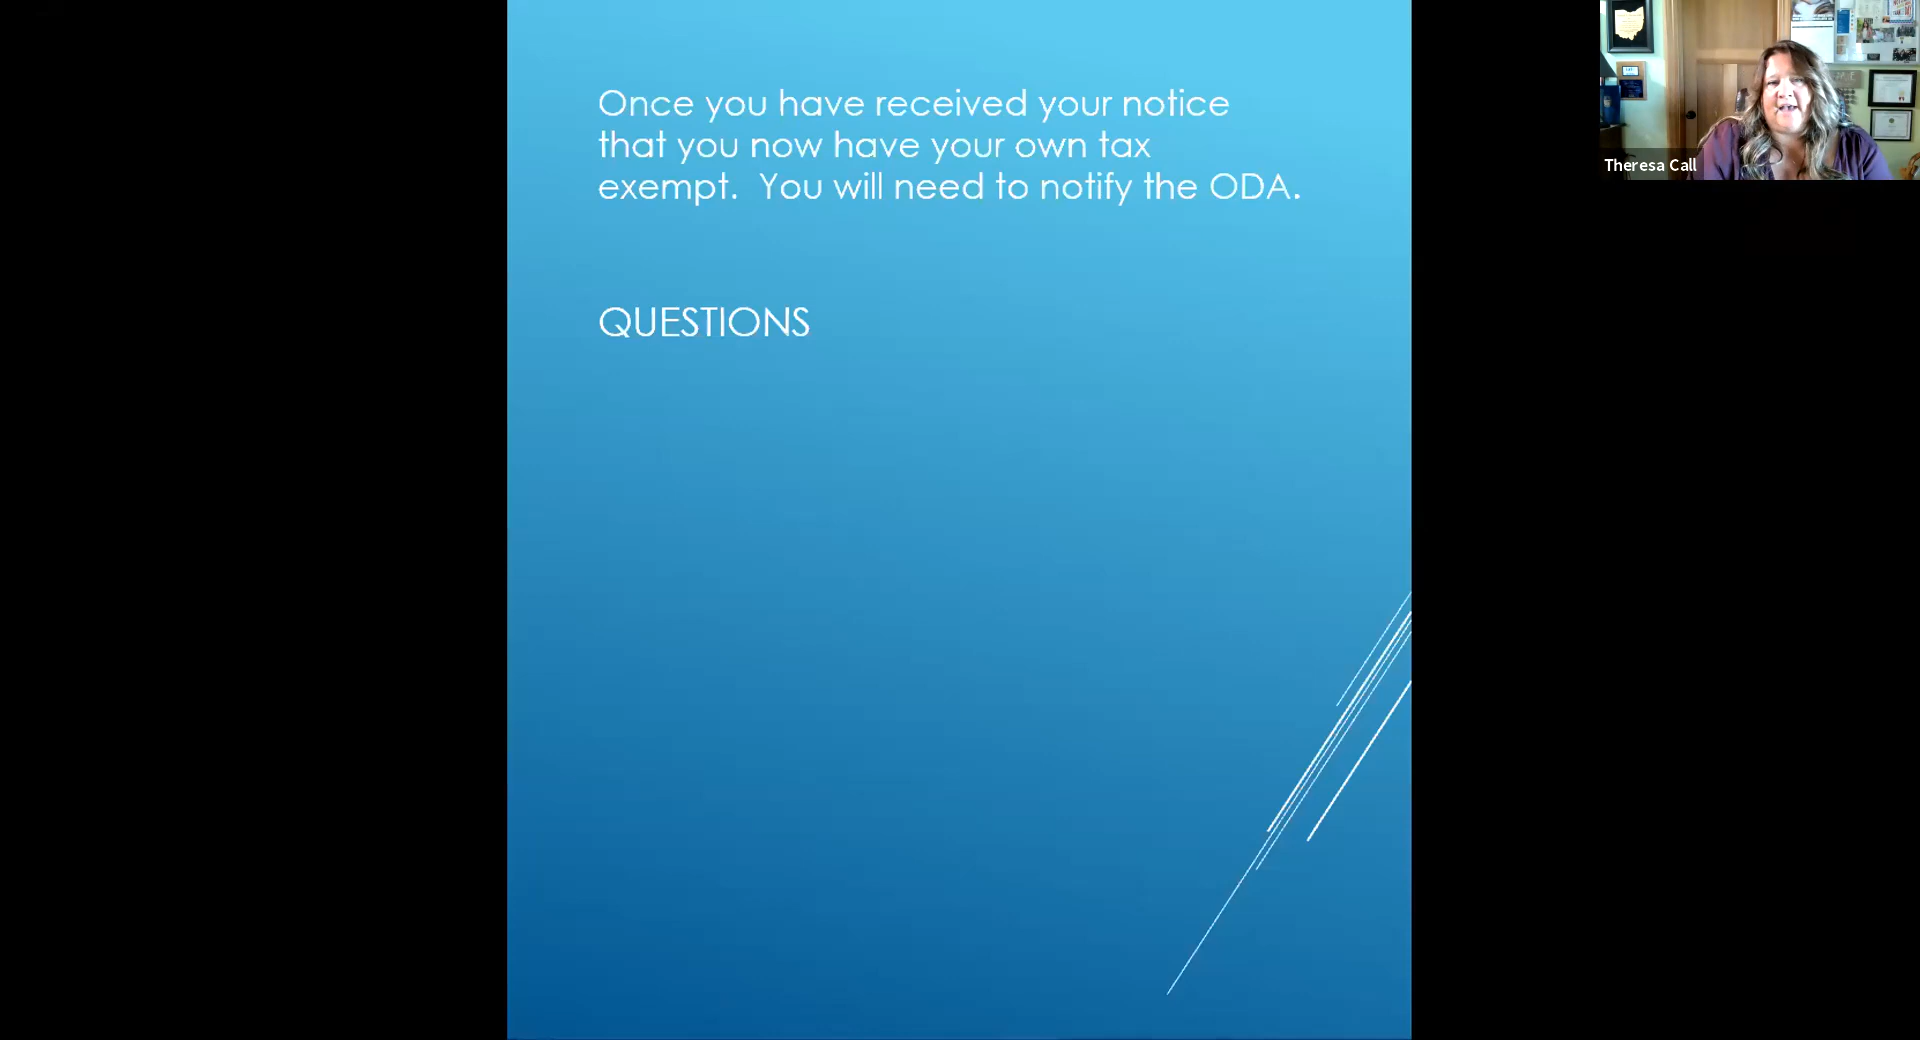 Once you have received your notice
that you now have your own tax
exempt.  You will need to notify the ODA.
QUESTIONS
Theresa Call